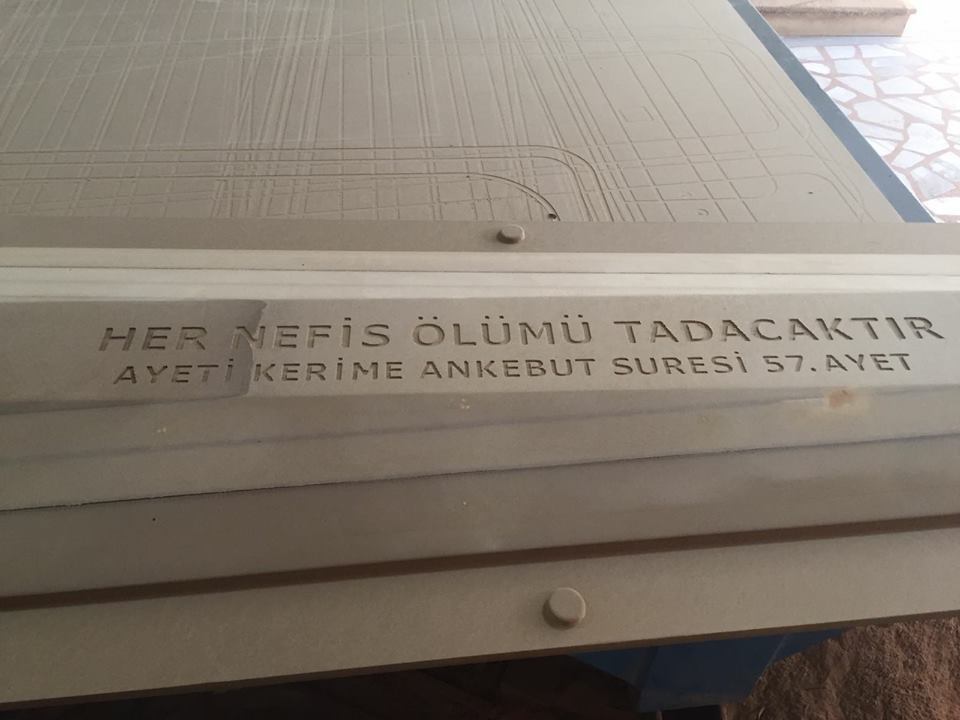 HER NEFİS ÖLÜMÜ TADACAKTIR
AYETİ KERİME ANKEBUT SURESİ 57. AYET